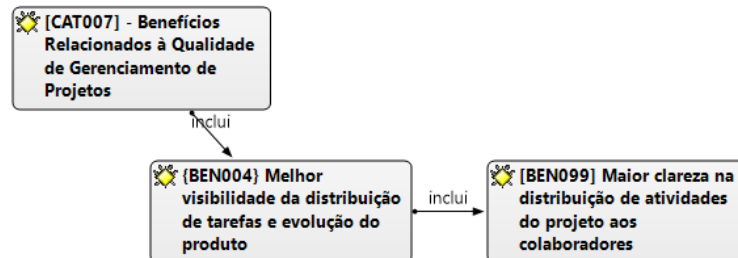 [CAT007] - Benefícios
Relacionados à Qualidade
de Gerenciamento de
Projetos
inclui
{BEN004} Melhor
visibilidade da distribuição
de tarefas e evolução do
produto
inclui
[BEN099] Maior clareza na
distribuição de atividades
do projeto aos
colaboradores